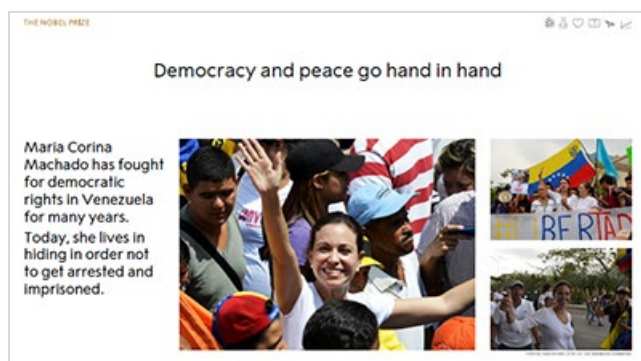 THE NOBEL PRIZE
Democracy and peace go hand in hand
Maria Corina
Machado has fought
for democratic
rights in Venezuela
for many years.
Today, she lives in
hiding in order not
to get arrested and
imprisoned.
# BERTAD